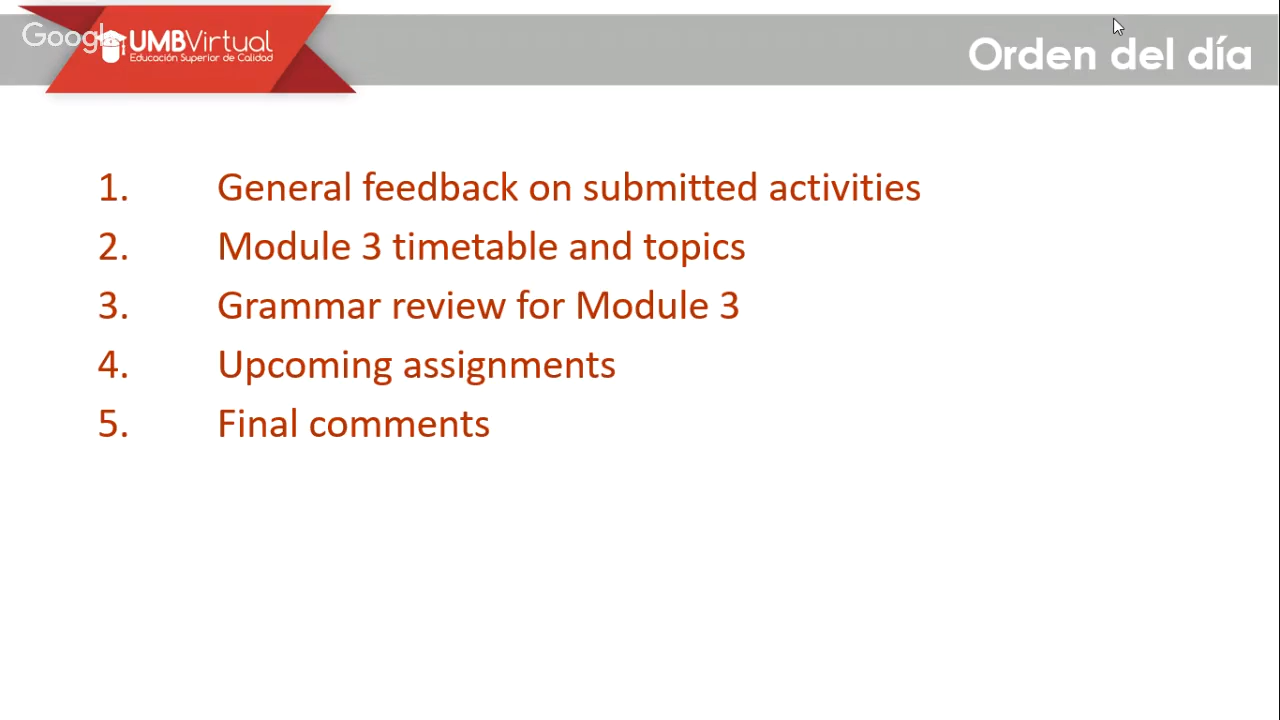 Google
UMBVirtual
Educación Superior de Calidad
Orden del día
1. General feedback on submitted activities
2. Module 3 timetable and topics
3. Grammar review for Module 3
4. Upcoming assignments
5. Final comments